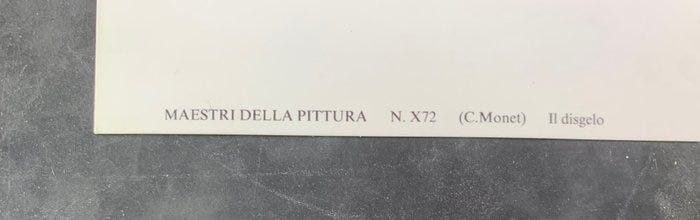 MAESTRI DELLA PITTURA N. X72 (C.Monet) Il disgelo